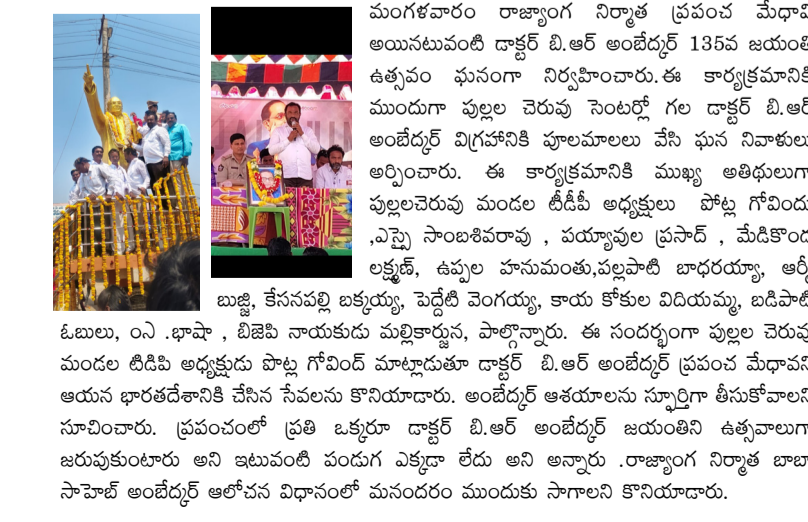 మంగళవారం రాజ్యాంగ నిర్మాత ప్రపంచ మేధావి
అయినటువంటి డాక్టర్ బి.ఆర్ అంబేద్కర్ 135వ జయంతి
ఉత్సవం ఘనంగా నిర్వహించారు.ఈ కార్యక్రమానికి
ముందుగా పుల్లల చెరువు సెంటర్లో గల డాక్టర్ బి.ఆర్
అంబేద్కర్ విగ్రహానికి పూలమాలలు వేసి ఘన నివాళులు
అర్పించారు. ఈ కార్యక్రమానికి ముఖ్య అతిథులుగా
పుల్లలచెరువు మండల టీడీపీ అధ్యక్షులు పోట్ల గోవిందు
,ఎస్సై సాంబశివరావు , పయ్యావుల ప్రసాద్ , మేడికొండ
లక్ష్మణ్, ఉప్పల హనుమంతు,పల్లపాటి బాధరయ్యా, ఆర్మీ
బుజ్జి, కేసనపల్లి బక్కయ్య, పెద్దేటి వెంగయ్య, కాయ కోకుల విదియమ్మ, బడిపాటి
ఓబులు, ంఎ .భాషా , బిజెపి నాయకుడు మల్లికార్జున, పాల్గొన్నారు. ఈ సందర్భంగా పుల్లల చెరువు
మండల టిడిపి అధ్యక్షుడు పొట్ల గోవింద్ మాట్లాడుతూ డాక్టర్ బి.ఆర్ అంబేద్కర్ ప్రపంచ మేధావని
ఆయన భారతదేశానికి చేసిన సేవలను కొనియాడారు. అంబేద్కర్ ఆశయాలను స్ఫూర్తిగా తీసుకోవాలని
సూచించారు. ప్రపంచంలో ప్రతి ఒక్కరూ డాక్టర్ బి.ఆర్ అంబేద్కర్ జయంతిని ఉత్సవాలుగా
జరుపుకుంటారు అని ఇటువంటి పండుగ ఎక్కడా లేదు అని అన్నారు .రాజ్యాంగ నిర్మాత బాబా
సాహెబ్ అంబేద్కర్ ఆలోచన విధానంలో మనందరం ముందుకు సాగాలని కొనియాడారు.